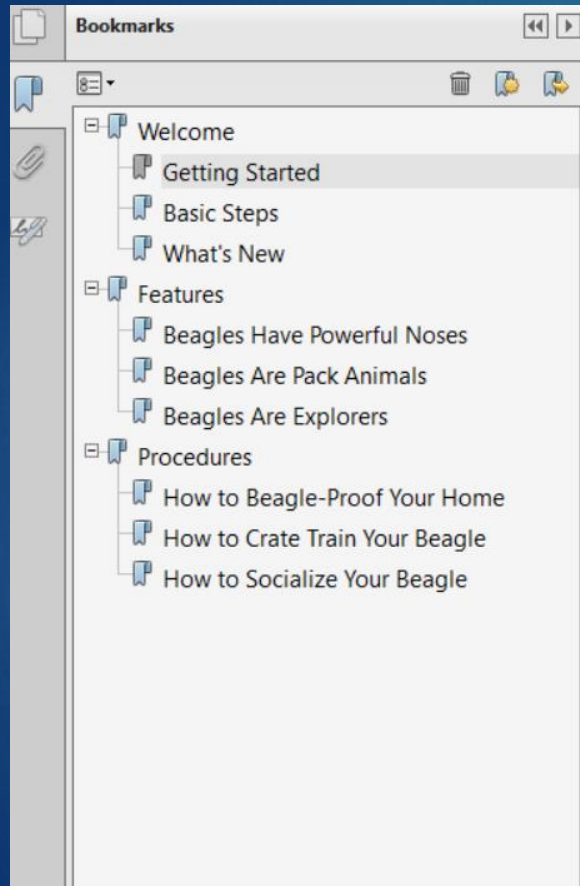 Bookmarks
Welcome
Getting Started
Basic Steps
What's New
Features
Beagles Have Powerful Noses
Beagles Are Pack Animals
Beagles Are Explorers
Procedures
How to Beagle-Proof Your Home
How to Crate Train Your Beagle
How to Socialize Your Beagle